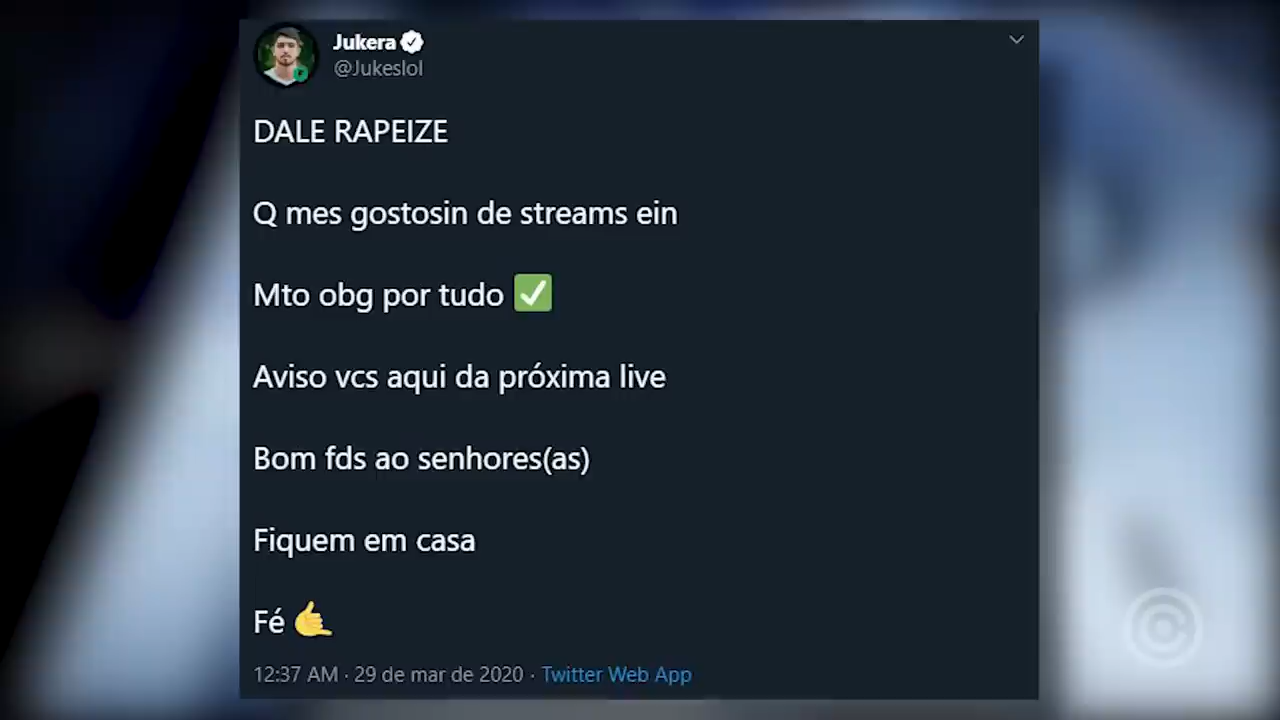 Jukera
@Jukeslol
DALE RAPEIZE
Q mes gostosin de streams ein
Mto obg por tudo ✅
Aviso vcs aqui da próxima live
Bom fds ao senhores(as)
Fiquem em casa
Fé 🤙
12:37 AM · 29 de mar de 2020 · Twitter Web App